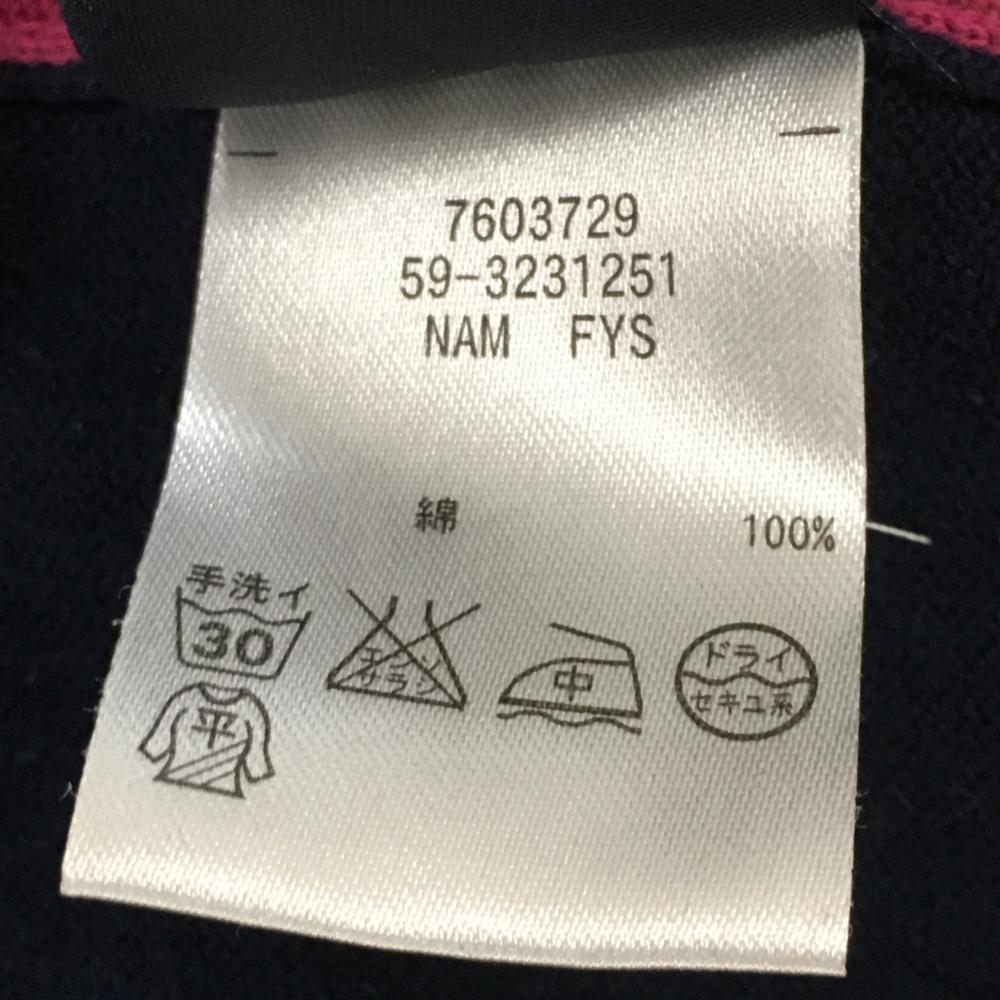 7603729
59-3231251
NAM FYS
綿 100%
手洗イ
30
エンソ
サラシ
中
ドライ
セキユ系
平